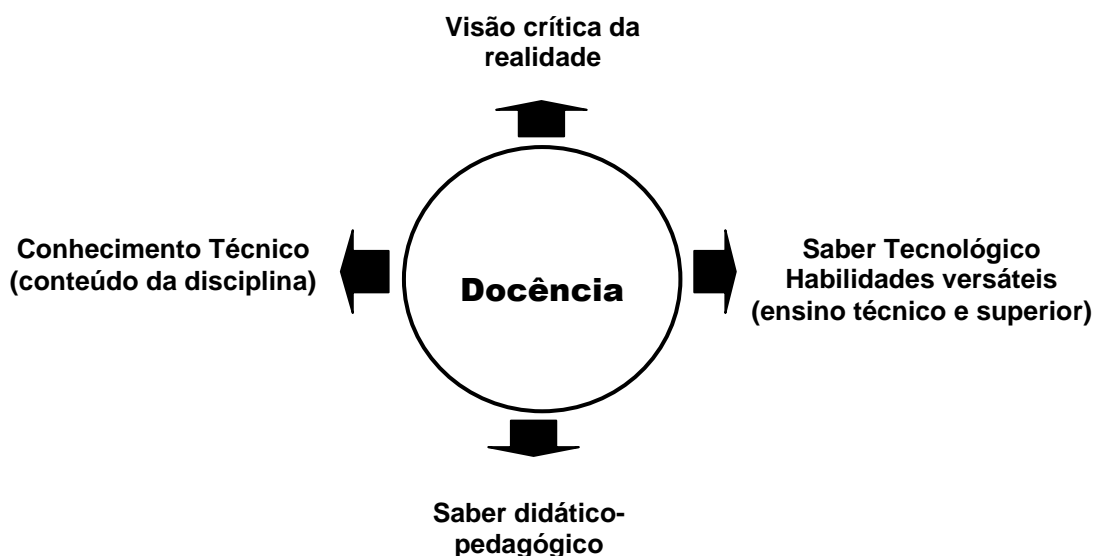 Visão crítica da
realidade
Conhecimento Técnico
(conteúdo da disciplina)
Docência
Saber Tecnológico
Habilidades versáteis
(ensino técnico e superior)
Saber didático-
pedagógico